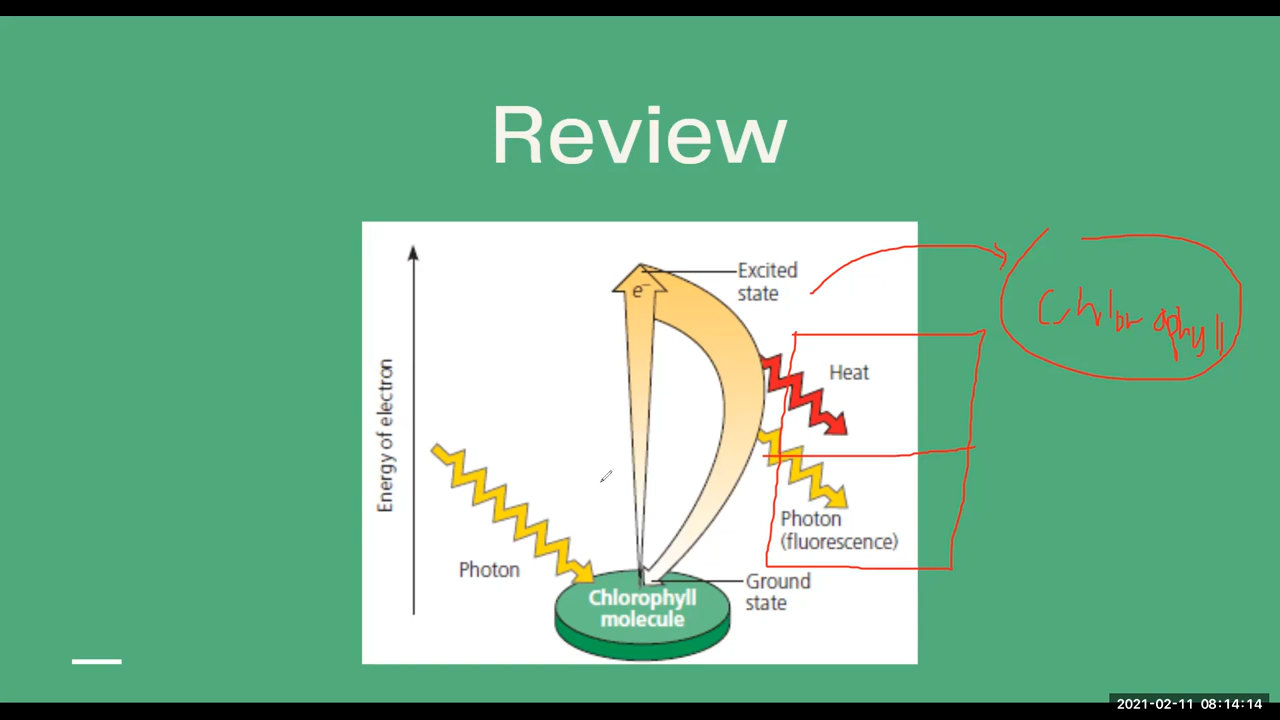 Review
Excited
state
e⁻
Chlorophyll
Heat
Energy of electron
Photon
(fluorescence)
Photon
Ground
state
Chlorophyll
molecule
2021-02-11 08:14:14